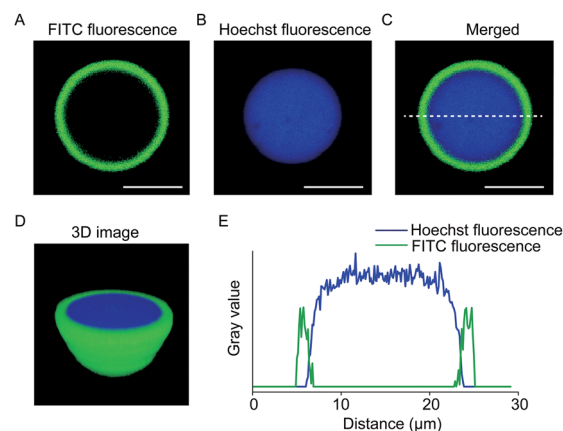 A
FITC fluorescence
B
Hoechst fluorescence
C
Merged
D
3D image
E
Hoechst fluorescence
FITC fluorescence
Gray value
0
10
20
30
Distance (µm)